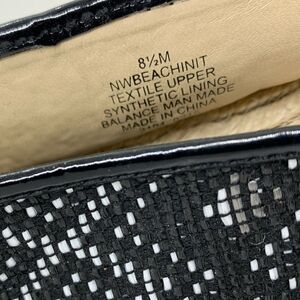 8½M
NWBEACHINIT
TEXTILE UPPER
SYNTHETIC LINING
BALANCE MAN MADE
MADE IN CHINA